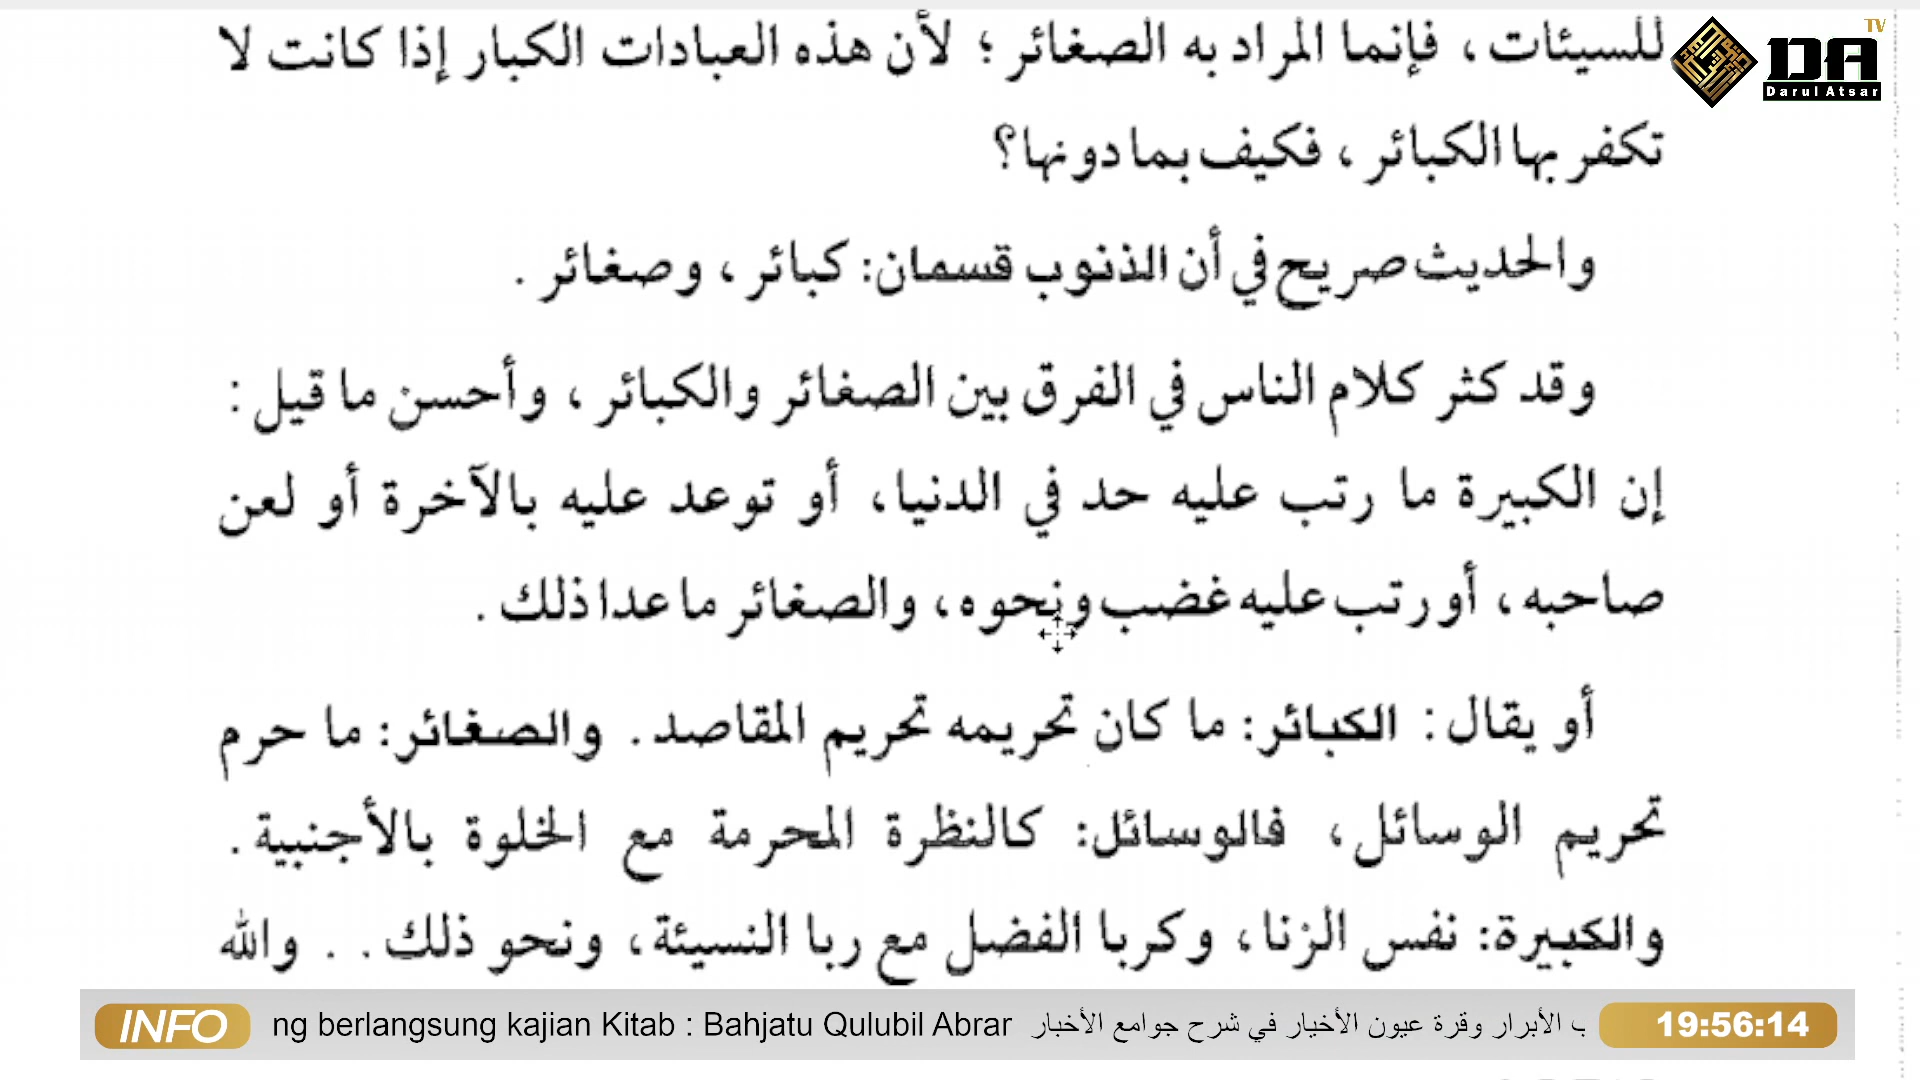 للسيئات، فإنما المراد به الصغائر؛ لأن هذه العبادات الكبار إذا كانت لا
تكفر بها الكبائر، فكيف بما دونها؟
والحديث صريح في أن الذنوب قسمان: كبائر، وصغائر.
وقد كثر كلام الناس في الفرق بين الصغائر والكبائر، وأحسن ما قيل:
إن الكبيرة ما رتب عليه حد في الدنيا، أو توعد عليه بالآخرة أو لعن
صاحبه، أو رتب عليه غضب ونحوه، والصغائر ما عدا ذلك.
أو يقال: الكبائر: ما كان تحريمه تحريم المقاصد. والصغائر: ما حرم
تحريم الوسائل، فالوسائل: كالنظرة المحرمة مع الخلوة بالأجنبية.
والكبيرة: نفس الزنا، وكربا الفضل مع ربا النسيئة، ونحو ذلك. . والله
TV
DA
Darul Atsar
INFO
ng berlangsung kajian Kitab : Bahjatu Qulubil Abrar ب الأبرار وقرة عيون الأخيار في شرح جوامع الأخبار
19:56:14